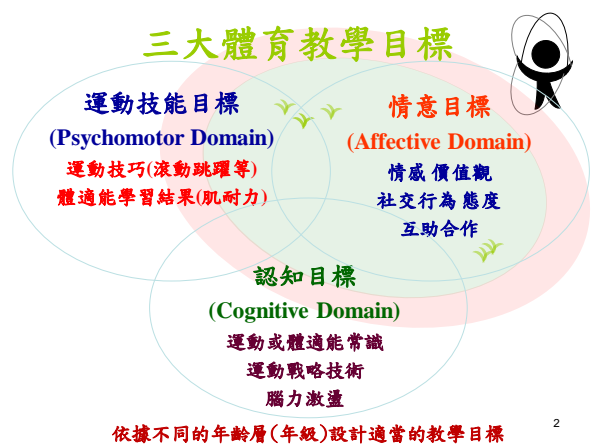 三大體育教學目標
運動技能目標
(Psychomotor Domain)
運動技巧(滾動跳躍等)
體適能學習結果(肌耐力)
情意目標
(Affective Domain)
情感 價值觀
社交行為 態度
互助合作
認知目標
(Cognitive Domain)
運動或體適能常識
運動戰略技術
腦力激盪
依據不同的年齡層(年級)設計適當的教學目標
2